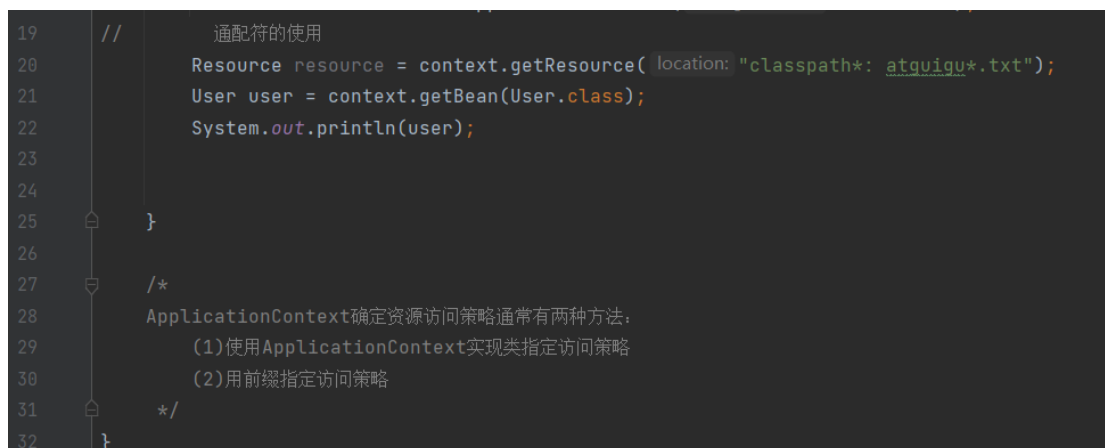 19 // 通配符的使用
20 Resource resource = context.getResource( location: "classpath*: atguigu*.txt");
21 User user = context.getBean(User.class);
22 System.out.println(user);
23
24
25 }
26
27 /*
28 ApplicationContext确定资源访问策略通常有两种方法：
29 (1)使用ApplicationContext实现类指定访问策略
30 (2)用前缀指定访问策略
31 */
32 }